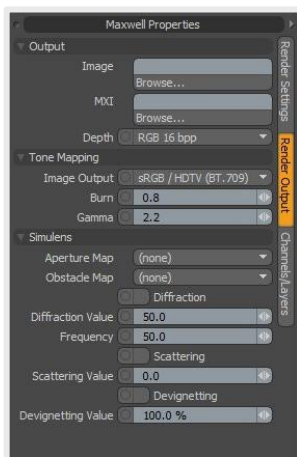 Maxwell Properties
Output
Image
Browse...
MXI
Browse...
Depth RGB 16 bpp
Tone Mapping
Image Output sRGB / HDTV (BT.709)
Burn 0.8
Gamma 2.2
Simulens
Aperture Map (none)
Obstacle Map (none)
Diffraction
Diffraction Value 50.0
Frequency 50.0
Scattering
Scattering Value 0.0
Devignetting
Devignetting Value 100.0 %
Render Settings
Render Output
Channels/Layers